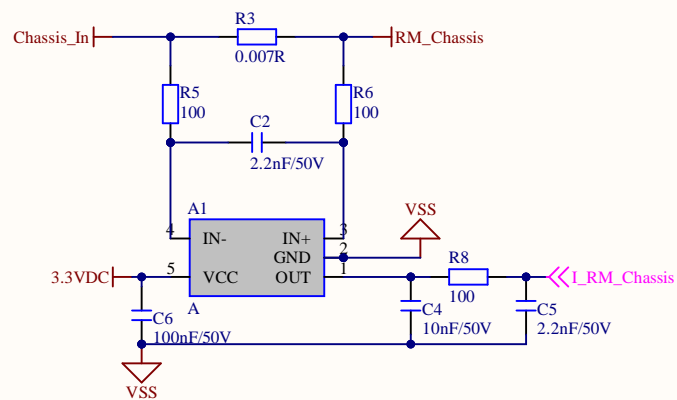 R3
Chassis_In
RM_Chassis
0.007R
R5
100
R6
100
C2
2.2nF/50V
A1
VSS
4
IN-
IN+
3
GND
2
R8
3.3VDC
5
VCC
OUT
1
I_RM_Chassis
100
A
C6
100nF/50V
C4
10nF/50V
C5
2.2nF/50V
VSS